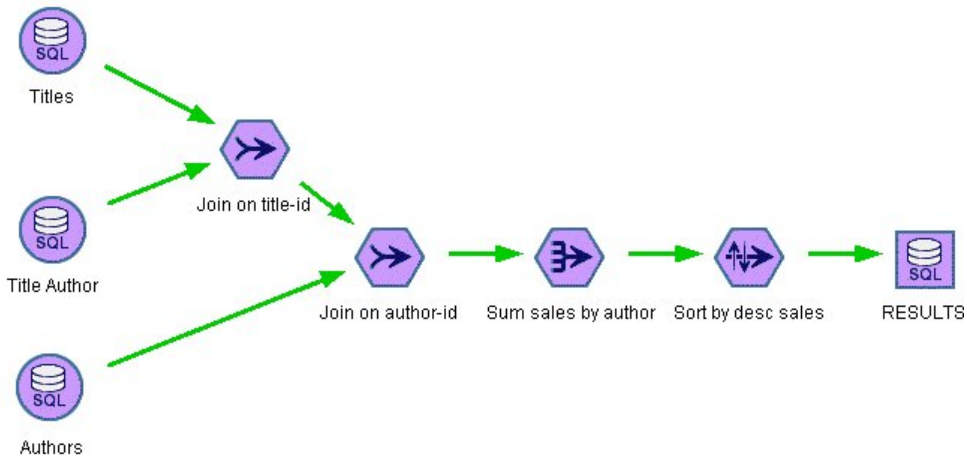 SQL
Titles
Join on title-id
SQL
Title Author
Join on author-id
Sum sales by author
Sort by desc sales
SQL
RESULTS
SQL
Authors